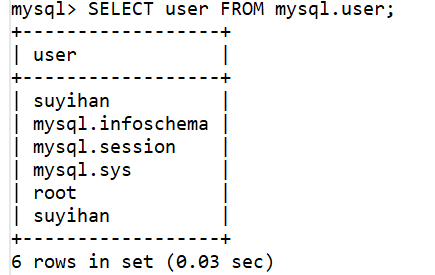 mysql> SELECT user FROM mysql.user;
+------------------+
| user             |
+------------------+
| suyihan          |
| mysql.infoschema |
| mysql.session    |
| mysql.sys        |
| root             |
| suyihan          |
+------------------+
6 rows in set (0.03 sec)